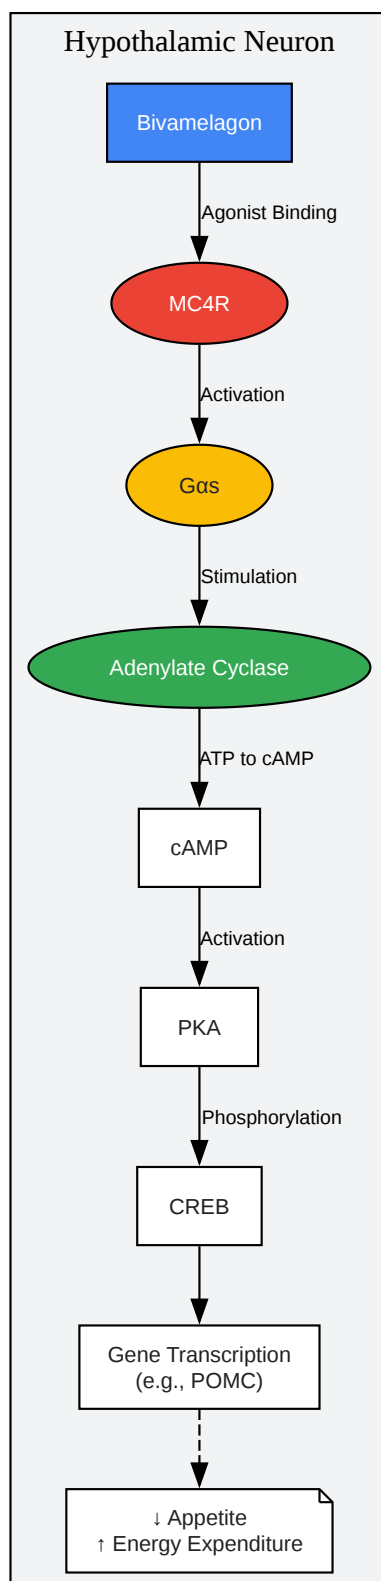 Hypothalamic Neuron
Bivamelagon
Agonist Binding
MC4R
Activation
Gαs
Stimulation
Adenylate Cyclase
ATP to cAMP
cAMP
Activation
PKA
Phosphorylation
CREB
Gene Transcription
(e.g., POMC)
↓ Appetite
↑ Energy Expenditure